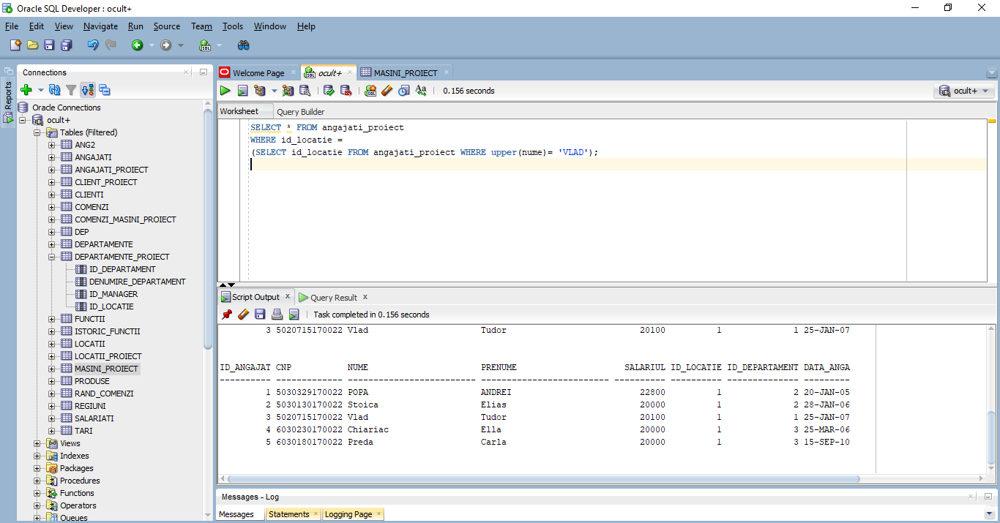 Oracle SQL Developer : ocult+
File Edit View Navigate Run Source Team Tools Window Help
Reports
Connections
Oracle Connections
ocult+
Tables (Filtered)
ANG2
ANGAJATI
ANGAJATI_PROIECT
CLIENT_PROIECT
CLIENTI
COMENZI
COMENZI_MASINI_PROIECT
DEP
DEPARTAMENTE
DEPARTAMENTE_PROIECT
ID_DEPARTAMENT
DENUMIRE_DEPARTAMENT
ID_MANAGER
ID_LOCATIE
FUNCTII
ISTORIC_FUNCTII
LOCATII
LOCATII_PROIECT
MASINI_PROIECT
PRODUSE
RAND_COMENZI
REGIUNI
SALARIATI
TARI
Views
Indexes
Packages
Procedures
Functions
Operators
Queues
Welcome Page ocult+ MASINI_PROIECT
0.156 seconds
ocult+
Worksheet Query Builder
SELECT * FROM angajati_proiect
WHERE id_locatie =
(SELECT id_locatie FROM angajati_proiect WHERE upper(nume)= 'VLAD');
Script Output x Query Result x
Task completed in 0.156 seconds
3 5020715170022 Vlad Tudor 20100 1 1 25-JAN-07
ID_ANGAJAT CNP NUME PRENUME SALARIUL ID_LOCATIE ID_DEPARTAMENT DATA_ANGA
---------- ------------- ------------------------- ------------------------- ---------- ---------- -------------- ---------
1 5030329170022 POPA ANDREI 22800 1 2 20-JAN-05
2 5030130170022 Stoica Elias 20000 1 2 28-JAN-06
3 5020715170022 Vlad Tudor 20100 1 1 25-JAN-07
4 6030230170022 Chiariac Ella 20000 1 3 25-MAR-06
5 6030180170022 Preda Carla 20000 1 3 15-SEP-10
Messages - Log
Messages Statements Logging Page